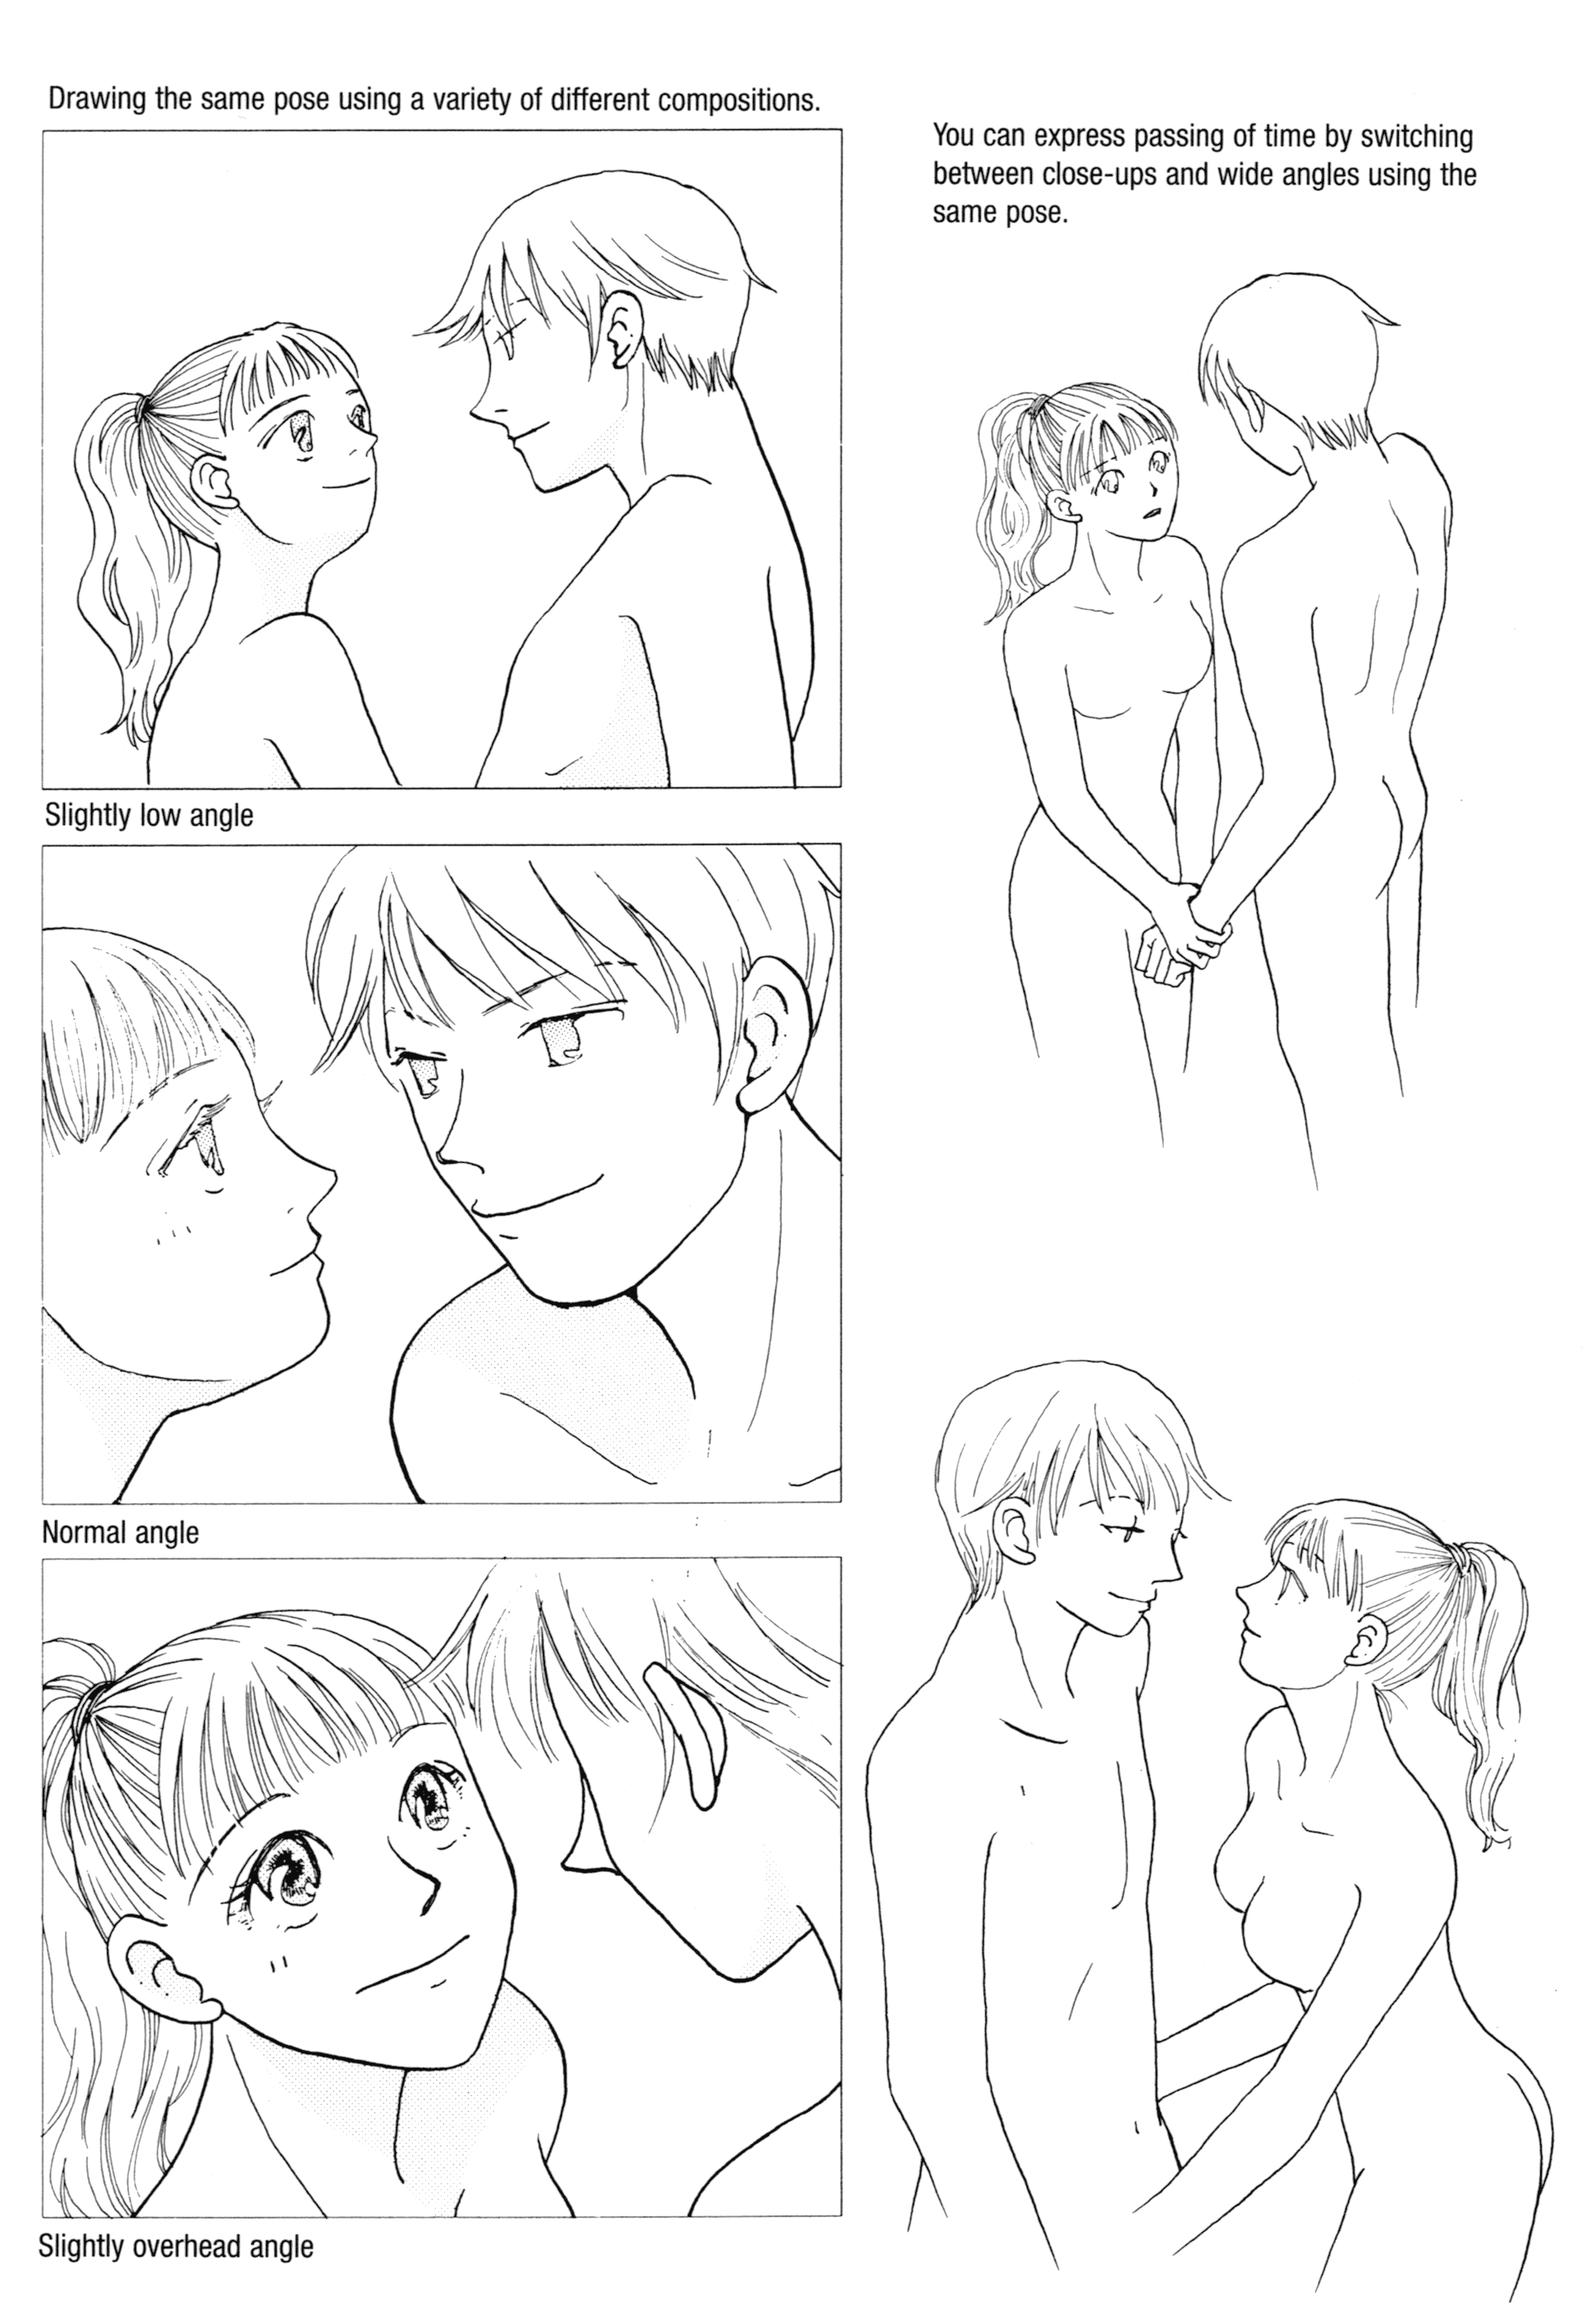 Drawing the same pose using a variety of different compositions.
You can express passing of time by switching
between close-ups and wide angles using the
same pose.
Slightly low angle
Normal angle
Slightly overhead angle